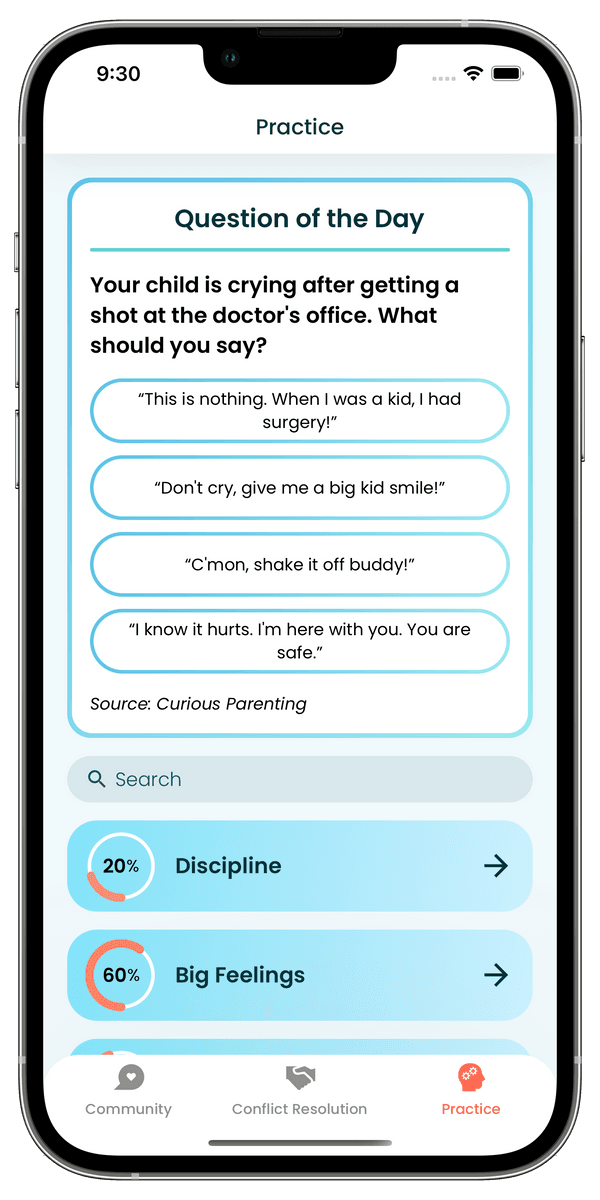 9:30
Practice
Question of the Day
Your child is crying after getting a
shot at the doctor's office. What
should you say?
“This is nothing. When I was a kid, I had
surgery!”
“Don't cry, give me a big kid smile!”
“C'mon, shake it off buddy!”
“I know it hurts. I'm here with you. You are
safe.”
Source: Curious Parenting
Search
20%
Discipline
60%
Big Feelings
Community
Conflict Resolution
Practice